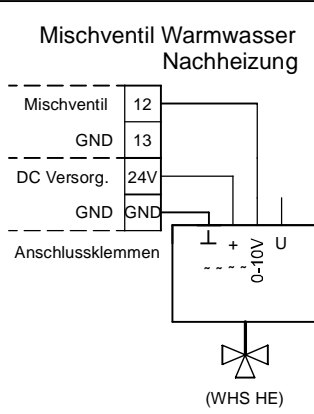 Mischventil Warmwasser
Nachheizung
Mischventil 12
GND 13
DC Versorg. 24V
GND GND
Anschlussklemmen
⊥ + 0-10V U
~ ~ ~ ~
(WHS HE)